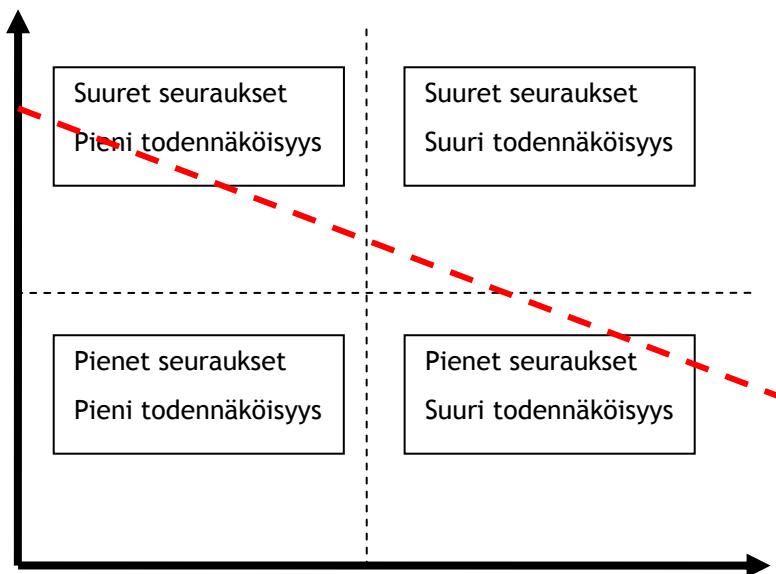 Suuret seuraukset
Pieni todennäköisyys
Suuret seuraukset
Suuri todennäköisyys
Pienet seuraukset
Pieni todennäköisyys
Pienet seuraukset
Suuri todennäköisyys